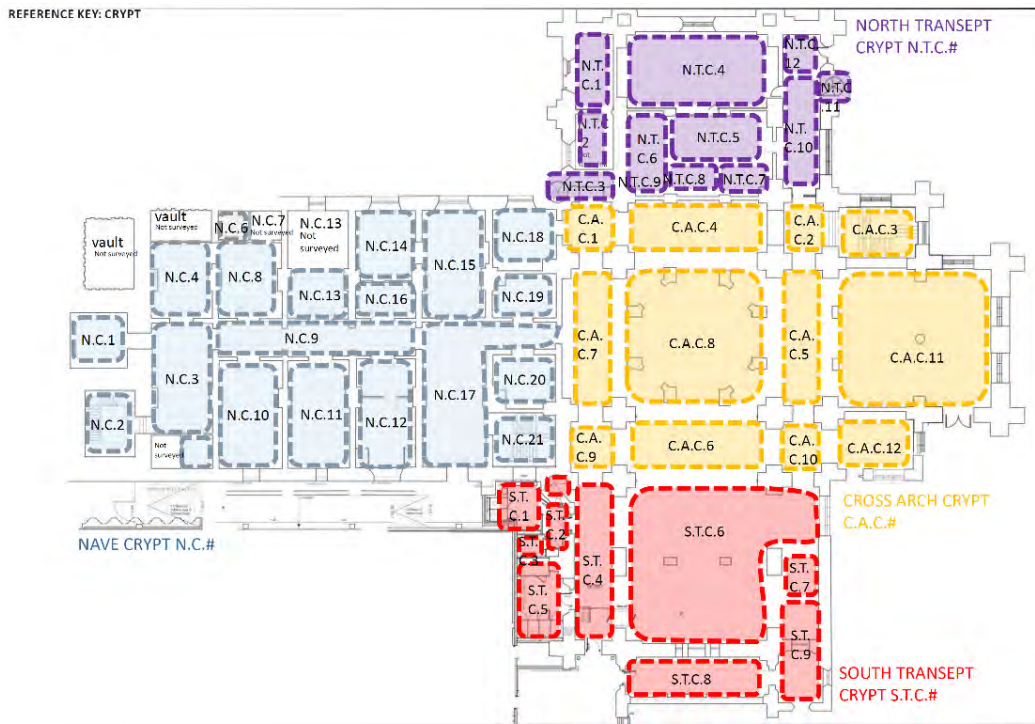 REFERENCE KEY: CRYPT
NORTH TRANSEPT
CRYPT N.T.C.#
N.T.
C.1
N.T.C.4
N.T.C.
12
N.T.C
.11
N.T.C
2
N.T.
C.6
N.T.C.5
N.T.
C.10
N.T.C.3
N.T.C.9
N.T.C.8
N.T.C.7
vault
Not surveyed
vault
Not surveyed
N.C.6
N.C.7
Not surveyed
N.C.13
Not
surveyed
N.C.14
N.C.15
N.C.18
C.A.
C.1
C.A.C.4
C.A.
C.2
C.A.C.3
N.C.4
N.C.8
N.C.13
N.C.16
N.C.19
N.C.1
N.C.9
C.A.
C.7
C.A.C.8
C.A.
C.5
C.A.C.11
N.C.3
N.C.2
N.C.10
N.C.11
N.C.12
N.C.17
N.C.20
N.C.21
Not
surveyed
C.A.
C.9
C.A.C.6
C.A.
C.10
C.A.C.12
CROSS ARCH CRYPT
C.A.C.#
NAVE CRYPT N.C.#
S.T.
C.1
S.T.
C.2
S.T.
C.3
S.T.
C.4
S.T.
C.5
S.T.C.6
S.T.
C.7
S.T.
C.9
S.T.C.8
SOUTH TRANSEPT
CRYPT S.T.C.#